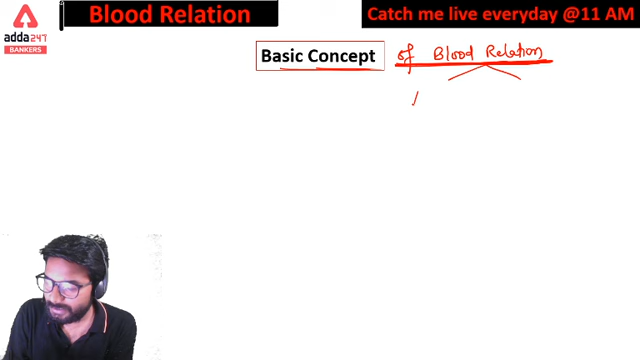 Blood Relation
Catch me live everyday @11 AM
adda247
BANKERS
Basic Concept of Blood Relation